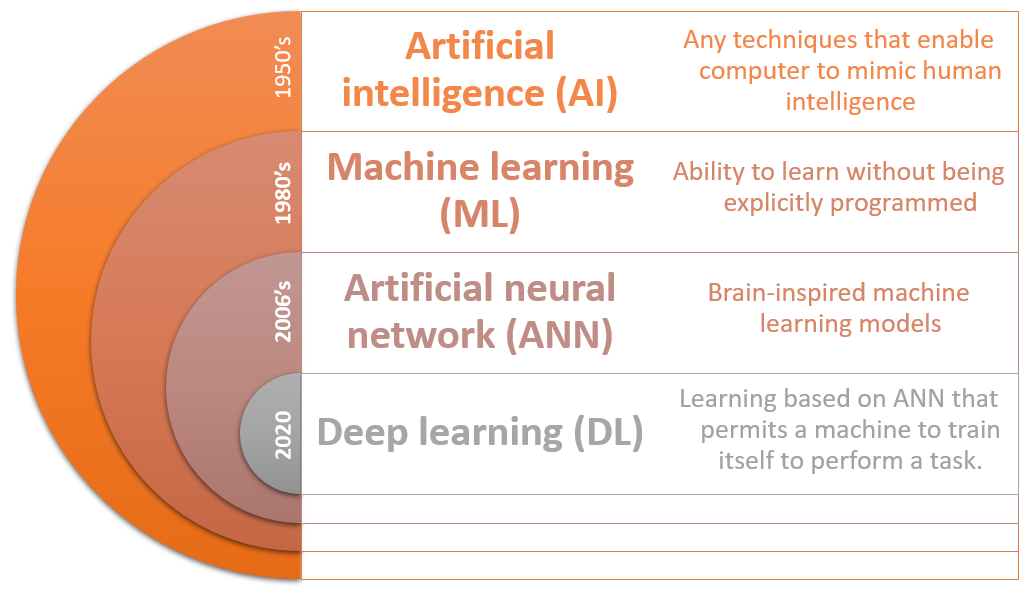 1950's
Artificial
intelligence (AI)
Any techniques that enable
computer to mimic human
intelligence
1980's
Machine learning
(ML)
Ability to learn without being
explicitly programmed
2006's
Artificial neural
network (ANN)
Brain-inspired machine
learning models
2020
Deep learning (DL)
Learning based on ANN that
permits a machine to train
itself to perform a task.